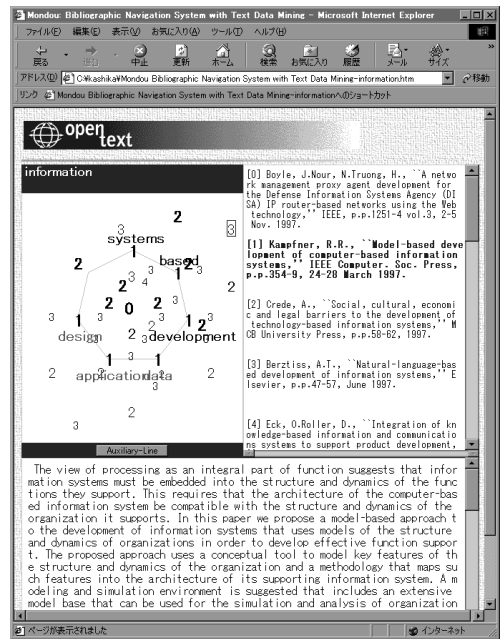 Mondou: Bibliographic Navigation System with Text Data Mining - Microsoft Internet Explorer
ファイル(F) 編集(E) 表示(V) お気に入り(A) ツール(T) ヘルプ(H)
戻る 進む 中止 更新 ホーム 検索 お気に入り 履歴 メール サイズ
アドレス(D) C:¥kashika¥Mondou Bibliographic Navigation System with Text Data Mining-information.htm 移動
リンク Mondou Bibliographic Navigation System with Text Data Mining-informationへのショートカット
open
text
information
systems
based
design
development
application
data
Auxiliary-Line
[0] Boyle, J.Nour, N.Truong, H., ``A netwo
rk management proxy agent development for
the Defense Information Systems Agency (DI
SA) IP router-based networks using the Web
technology,'' IEEE, p.p.1251-4 vol.3, 2-5
Nov. 1997.
[1] Kampfner, R.R., ``Model-based deve
lopment of computer-based information
systems,'' IEEE Computer. Soc. Press,
p.p.354-9, 24-28 March 1997.
[2] Crede, A., ``Social, cultural, economi
c and legal barriers to the development of
technology-based information systems,'' M
CB University Press, p.p.58-62, 1997.
[3] Berztiss, A.T., ``Natural-language-bas
ed development of information systems,'' E
lsevier, p.p.47-57, June 1997.
[4] Eck, O.Roller, D., ``Integration of kn
owledge-based information and communicatio
ns systems to support product development,
The view of processing as an integral part of function suggests that infor
mation systems must be embedded into the structure and dynamics of the func
tions they support. This requires that the architecture of the computer-bas
ed information system be compatible with the structure and dynamics of the
organization it supports. In this paper we propose a model-based approach t
o the development of information systems that uses models of the structure
and dynamics of organizations in order to develop effective function suppor
t. The proposed approach uses a conceptual tool to model key features of th
e structure and dynamics of the organization and a methodology that maps su
ch features into the architecture of its supporting information system. A m
odeling and simulation environment is suggested that includes an extensive
model base that can be used for the simulation and analysis of organization
ページが表示されました インターネット